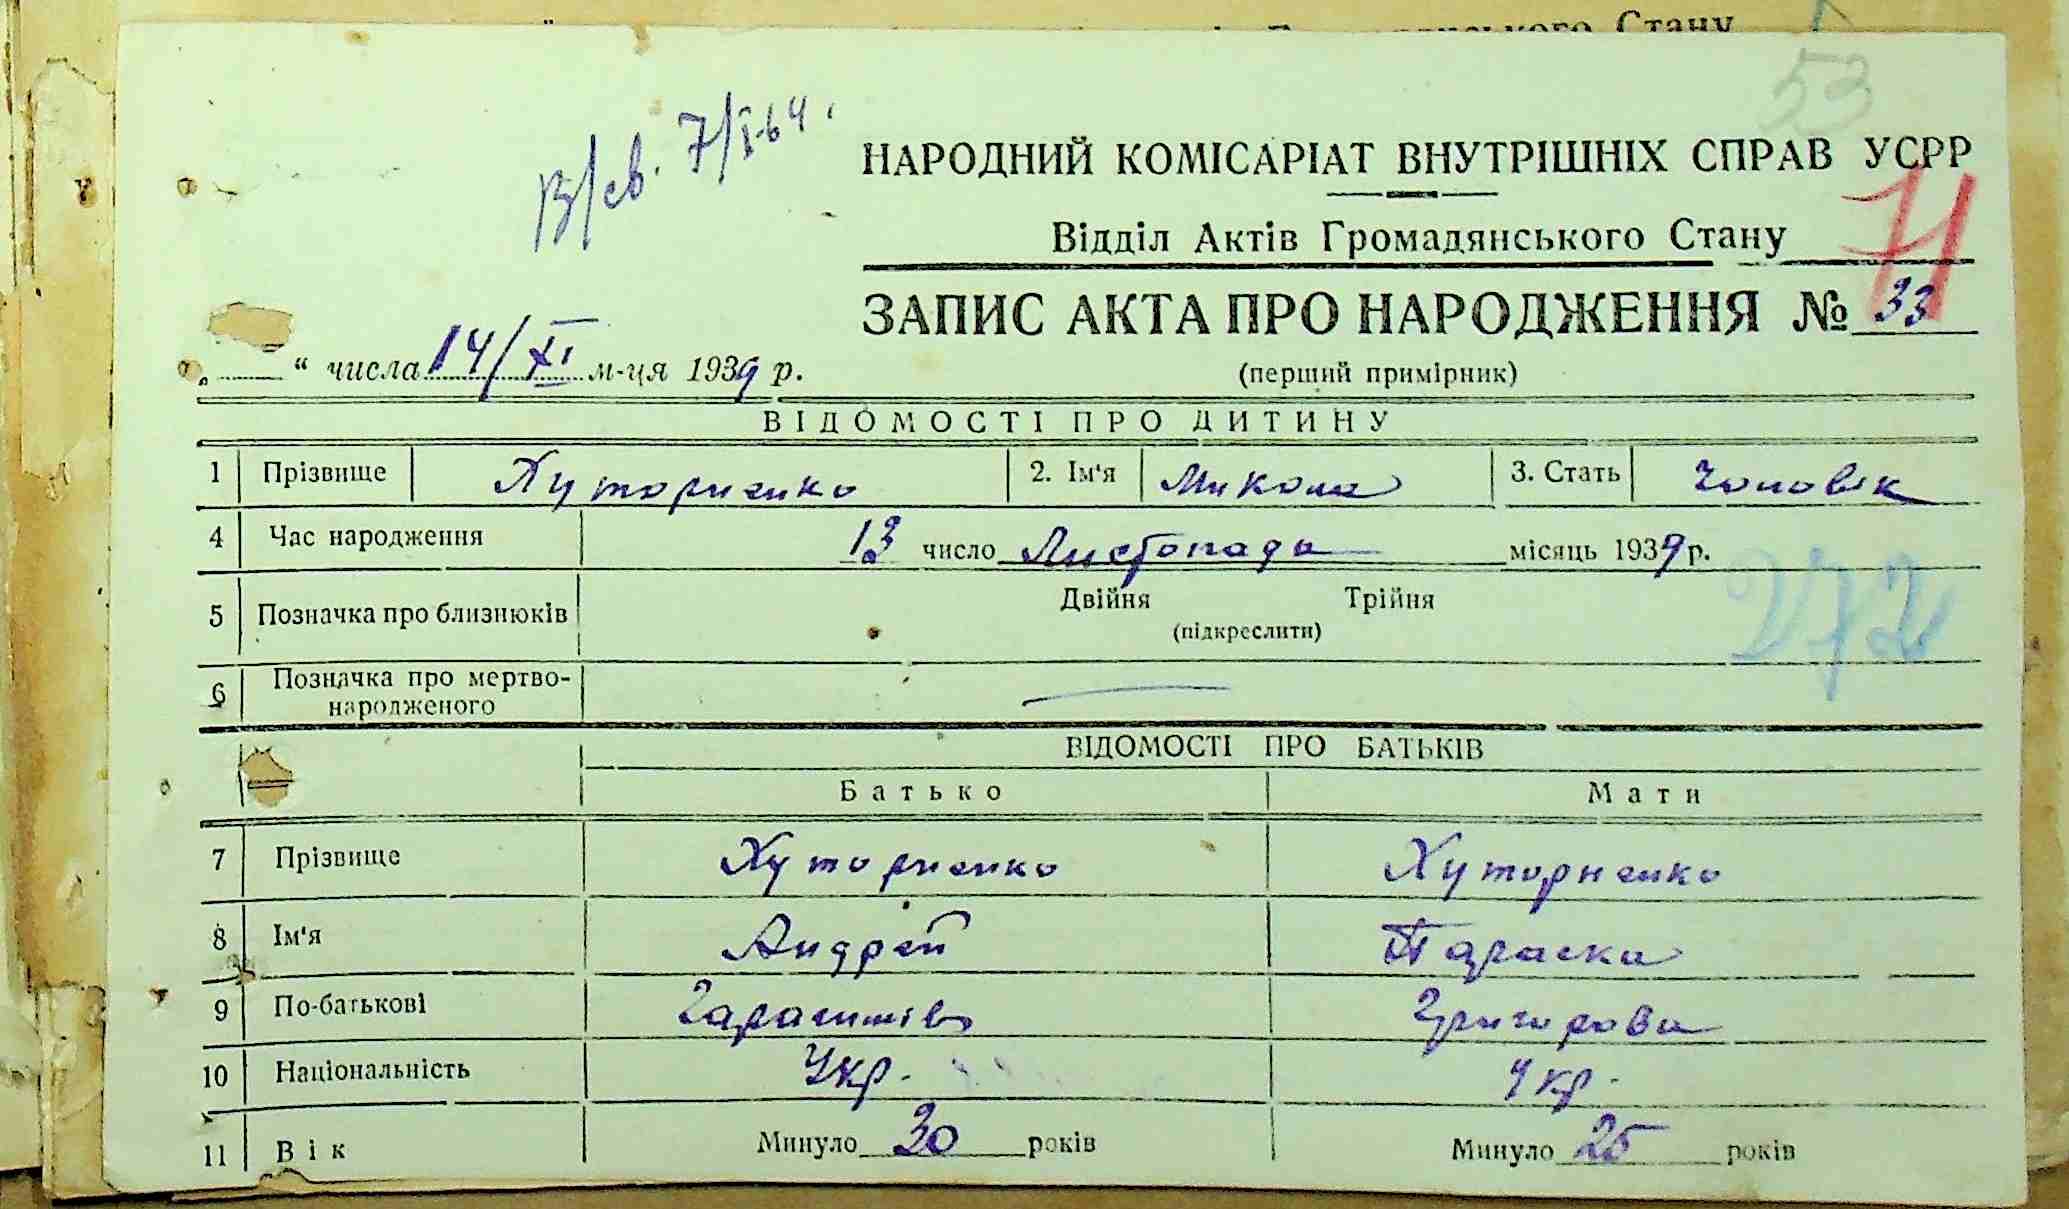 53
В/св. 7/I-64.
НАРОДНИЙ КОМІСАРІАТ ВНУТРІШНІХ СПРАВ УСРР
71
Відділ Актів Громадянського Стану
ЗАПИС АКТА ПРО НАРОДЖЕННЯ № 33
„ “ числа 14/XI м-ця 1939 р.
(перший примірник)
ВІДОМОСТІ ПРО ДИТИНУ
1 Прізвище Хуторненко 2. Ім'я Микола 3. Стать Чоловік
4 Час народження 13 число Листопада місяць 1939 р.
5 Позначка про близнюків Двійня Трійня
(підкреслити)
272
6 Позначка про мертво-
народженого
ВІДОМОСТІ ПРО БАТЬКІВ
Батько Мати
7 Прізвище Хуторненко Хуторненко
8 Ім'я Андрей Параска
9 По-батькові Григорова
10 Національність Укр. Укр.
11 Вік Минуло 30 років Минуло 25 років